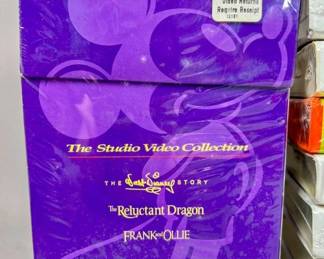 Video Returns
Require Receipt
The Studio Video Collection
THE Walt Disney STORY
The Reluctant Dragon
FRANK and OLLIE